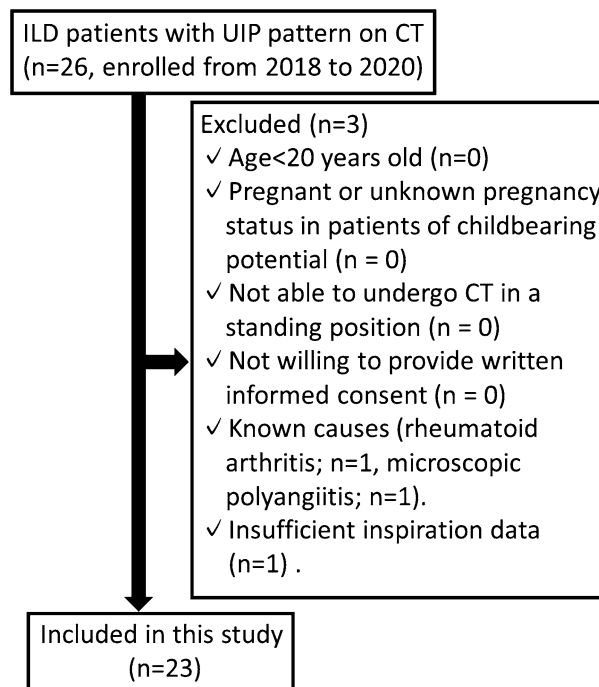 ILD patients with UIP pattern on CT
(n=26, enrolled from 2018 to 2020)
Excluded (n=3)
✓ Age<20 years old (n=0)
✓ Pregnant or unknown pregnancy
status in patients of childbearing
potential (n = 0)
✓ Not able to undergo CT in a
standing position (n = 0)
✓ Not willing to provide written
informed consent (n = 0)
✓ Known causes (rheumatoid
arthritis; n=1, microscopic
polyangiitis; n=1).
✓ Insufficient inspiration data
(n=1) .
Included in this study
(n=23)